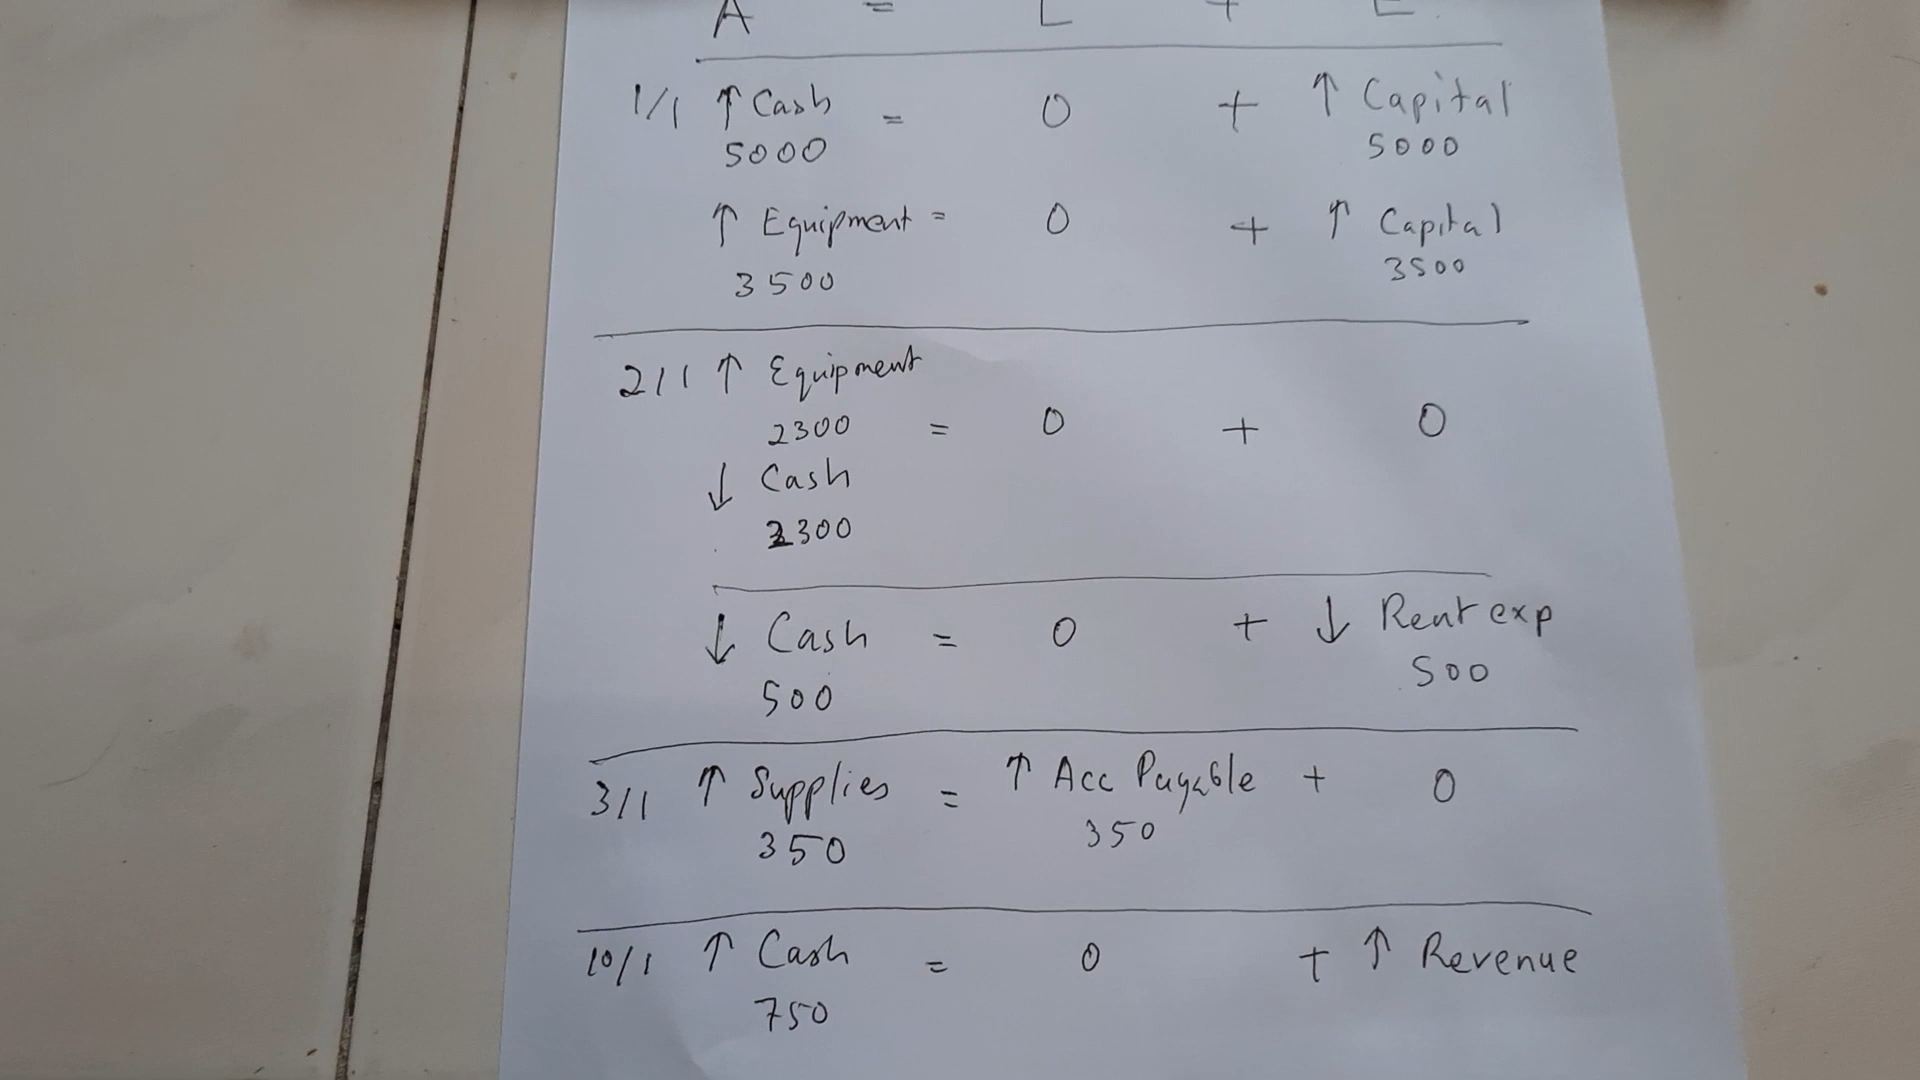 A = L + E
1/1 ↑ Cash = 0 + ↑ Capital
5000 5000
↑ Equipment = 0 + ↑ Capital
3500 3500
2/1 ↑ Equipment
2300 = 0 + 0
↓ Cash
2300
↓ Cash = 0 + ↓ Rent exp
500 500
3/1 ↑ Supplies = ↑ Acc Payable + 0
350 350
10/1 ↑ Cash = 0 + ↑ Revenue
750